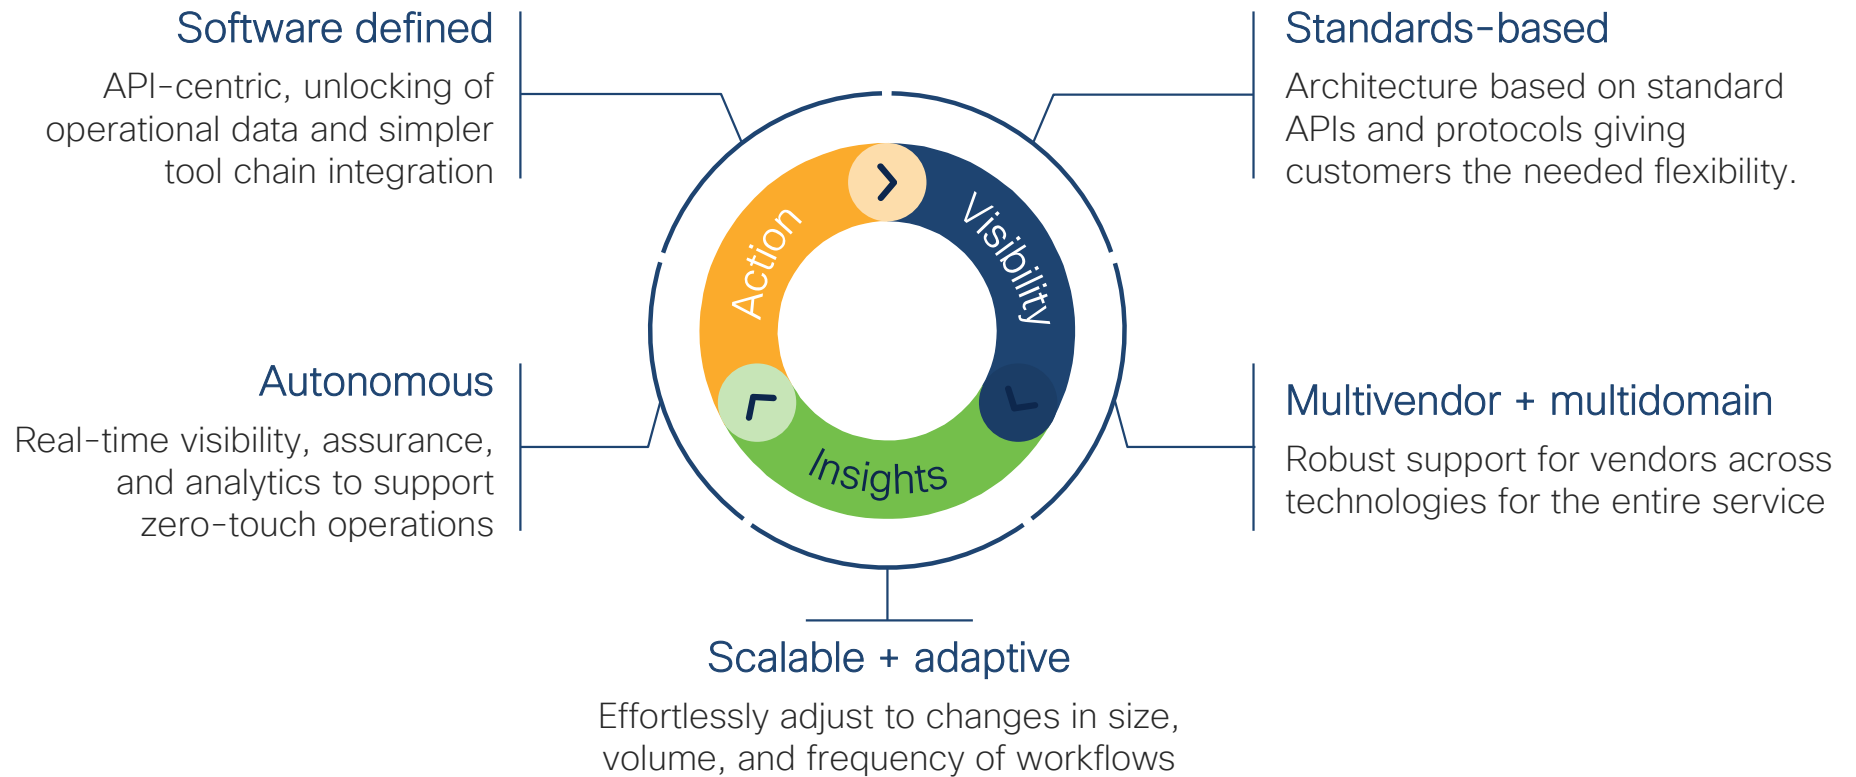 Software defined
API-centric, unlocking of
operational data and simpler
tool chain integration
Standards-based
Architecture based on standard
APIs and protocols giving
customers the needed flexibility.
Action
Visibility
Insights
Autonomous
Real-time visibility, assurance,
and analytics to support
zero-touch operations
Multivendor + multidomain
Robust support for vendors across
technologies for the entire service
Scalable + adaptive
Effortlessly adjust to changes in size,
volume, and frequency of workflows